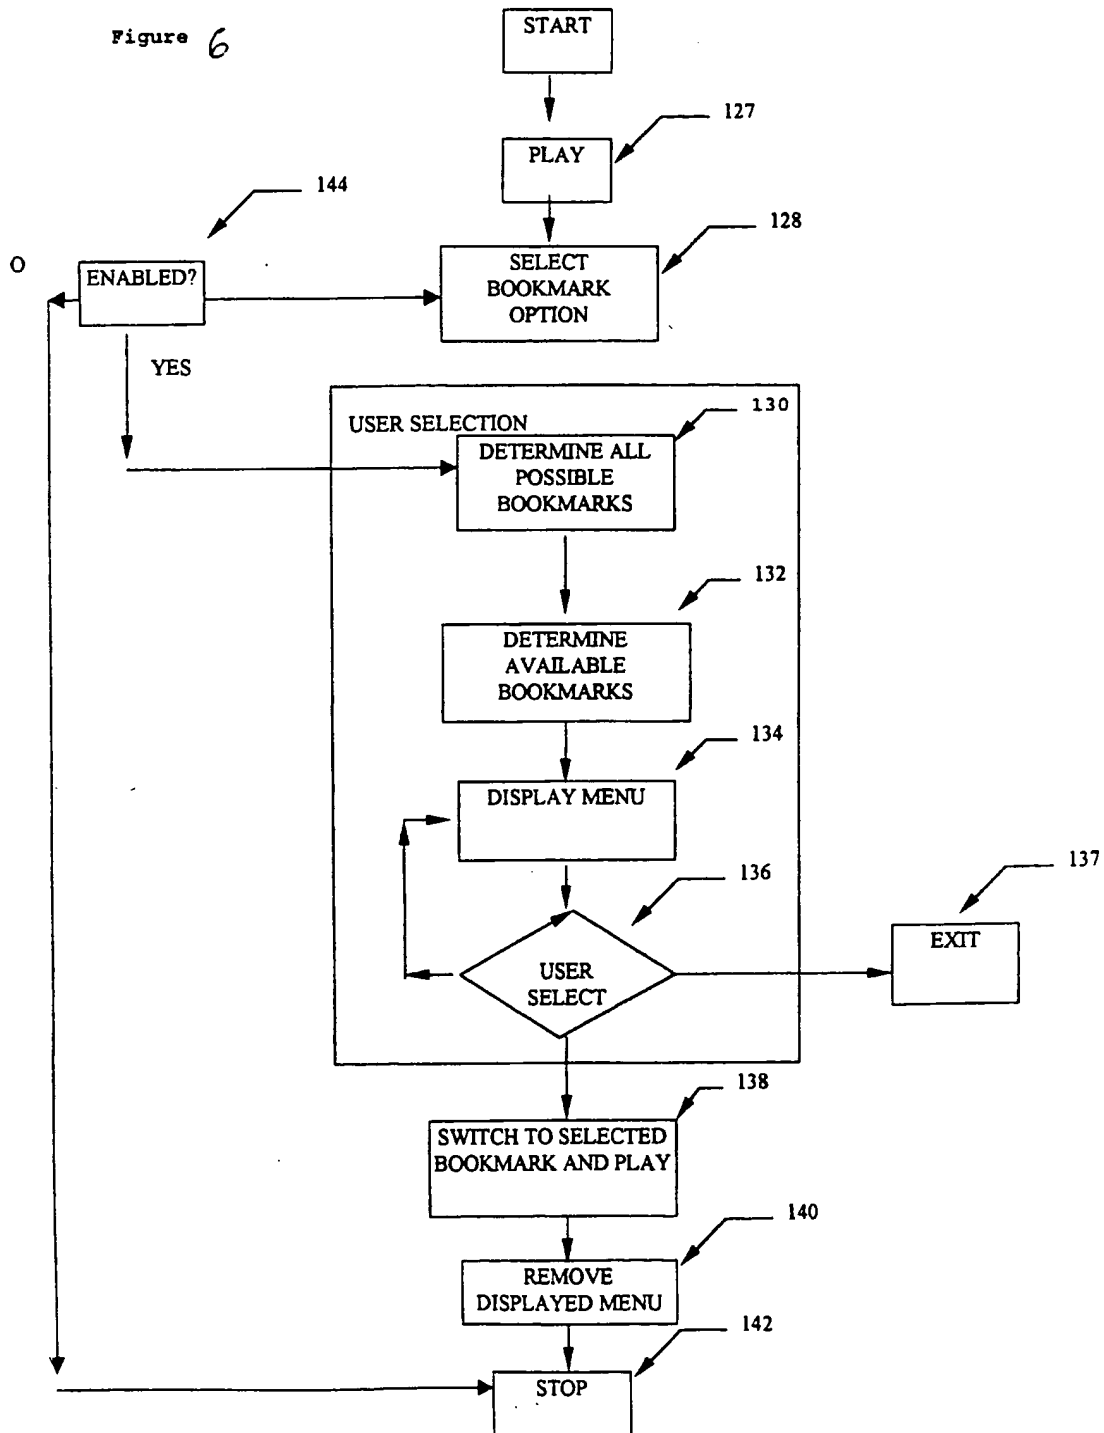 Figure 6
START
127
PLAY
144
128
O
ENABLED?
SELECT
BOOKMARK
OPTION
YES
130
USER SELECTION
DETERMINE ALL
POSSIBLE
BOOKMARKS
132
DETERMINE
AVAILABLE
BOOKMARKS
134
DISPLAY MENU
136
137
EXIT
USER
SELECT
138
SWITCH TO SELECTED
BOOKMARK AND PLAY
140
REMOVE
DISPLAYED MENU
142
STOP